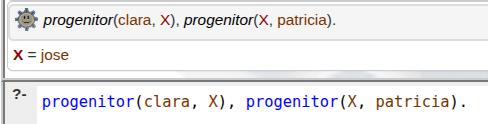 progenitor(clara, X), progenitor(X, patricia).
X = jose
?- progenitor(clara, X), progenitor(X, patricia).